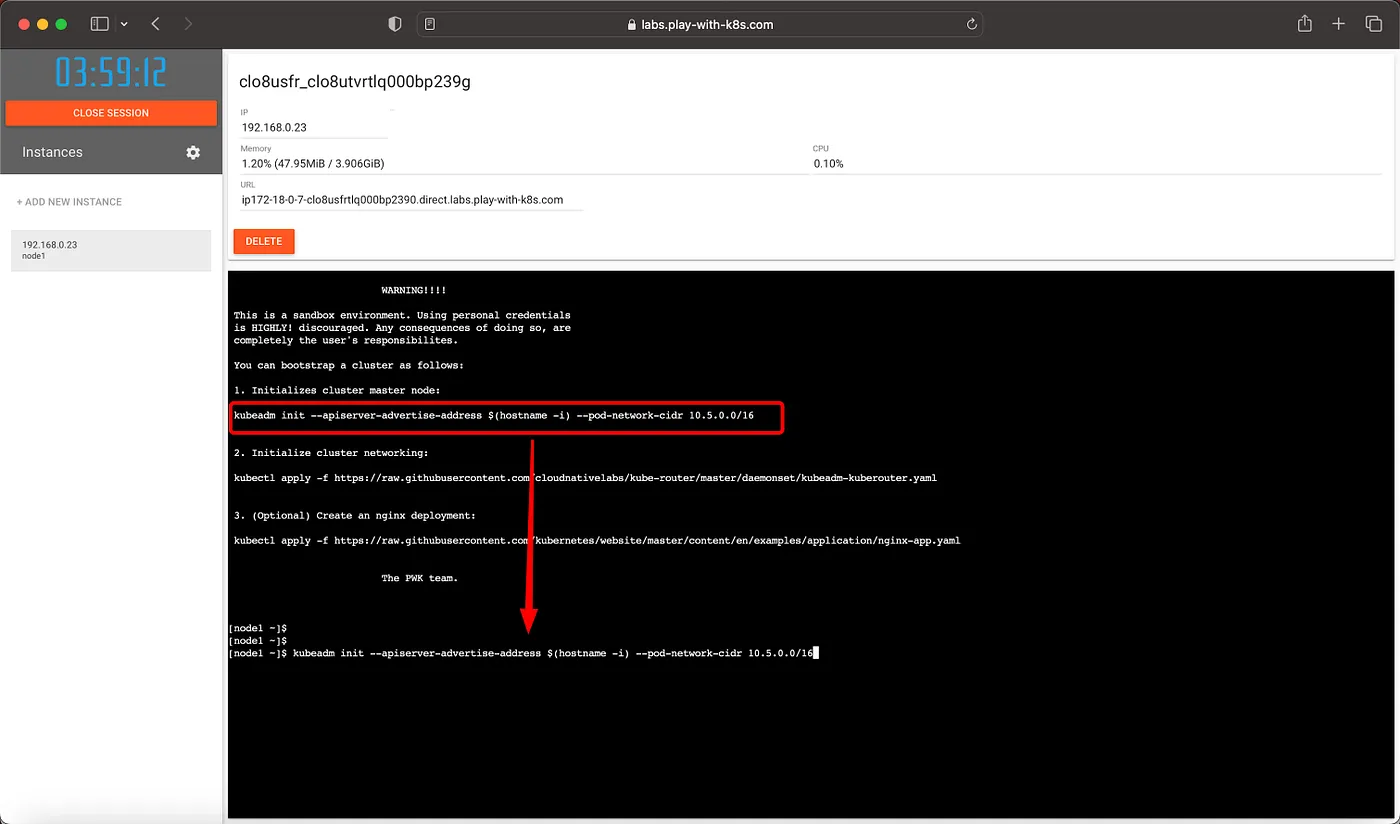 labs.play-with-k8s.com
03:59:12
CLOSE SESSION
Instances
+ ADD NEW INSTANCE
192.168.0.23
node1
clo8usfr_clo8utvrtlq000bp239g
IP
192.168.0.23
Memory
1.20% (47.95MiB / 3.906GiB)
CPU
0.10%
URL
ip172-18-0-7-clo8usfrtlq000bp2390.direct.labs.play-with-k8s.com
DELETE
WARNING!!!!
This is a sandbox environment. Using personal credentials
is HIGHLY! discouraged. Any consequences of doing so, are
completely the user's responsibilites.
You can bootstrap a cluster as follows:
1. Initializes cluster master node:
kubeadm init --apiserver-advertise-address $(hostname -i) --pod-network-cidr 10.5.0.0/16
2. Initialize cluster networking:
kubectl apply -f https://raw.githubusercontent.com/cloudnativelabs/kube-router/master/daemonset/kubeadm-kuberouter.yaml
3. (Optional) Create an nginx deployment:
kubectl apply -f https://raw.githubusercontent.com/kubernetes/website/master/content/en/examples/application/nginx-app.yaml
The PWK team.
[node1 ~]$
[node1 ~]$
[node1 ~]$ kubeadm init --apiserver-advertise-address $(hostname -i) --pod-network-cidr 10.5.0.0/16